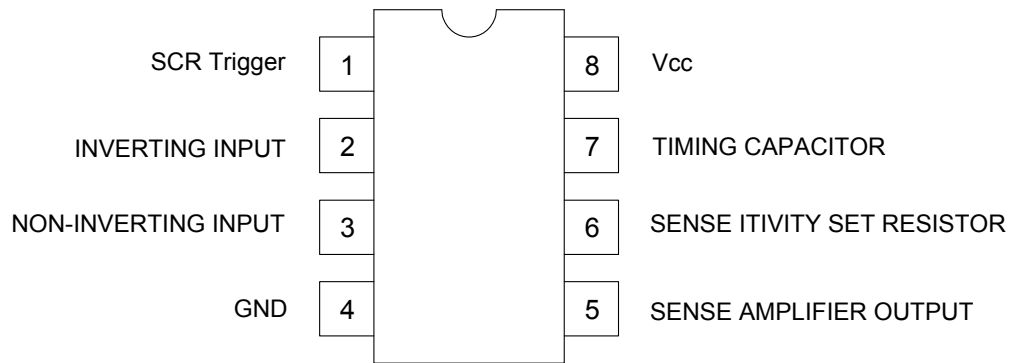 SCR Trigger 1 8 Vcc
INVERTING INPUT 2 7 TIMING CAPACITOR
NON-INVERTING INPUT 3 6 SENSE ITIVITY SET RESISTOR
GND 4 5 SENSE AMPLIFIER OUTPUT